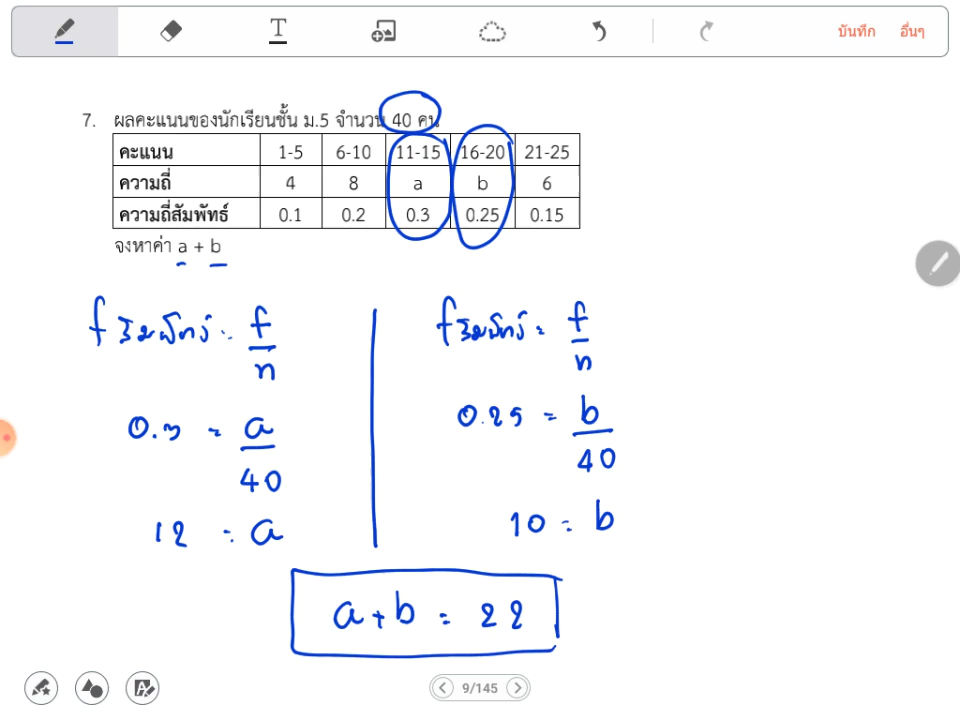 T บันทึก อื่นๆ
7. ผลคะแนนของนักเรียนชั้น ม.5 จำนวน 40 คน
คะแนน 1-5 6-10 11-15 16-20 21-25
ความถี่ 4 8 a b 6
ความถี่สัมพัทธ์ 0.1 0.2 0.3 0.25 0.15
จงหาค่า a + b
f สัมพัทธ์ = f/n
f สัมพัทธ์ = f/n
0.3 = a/40
0.25 = b/40
12 = a
10 = b
a + b = 22
9/145